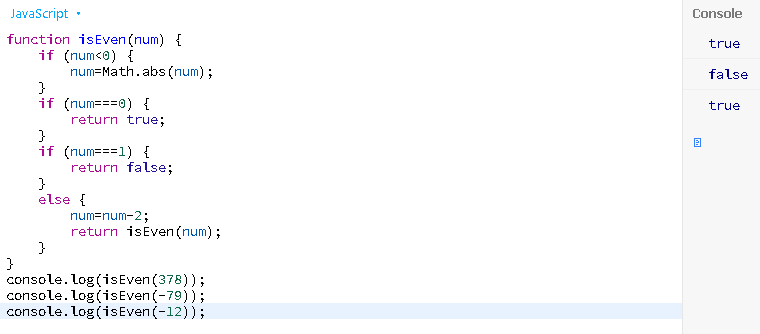 JavaScript
function isEven(num) {
    if (num<0) {
        num=Math.abs(num);
    }
    if (num===0) {
        return true;
    }
    if (num===1) {
        return false;
    }
    else {
        num=num-2;
        return isEven(num);
    }
}
console.log(isEven(378));
console.log(isEven(-79));
console.log(isEven(-12));
Console
true
false
true